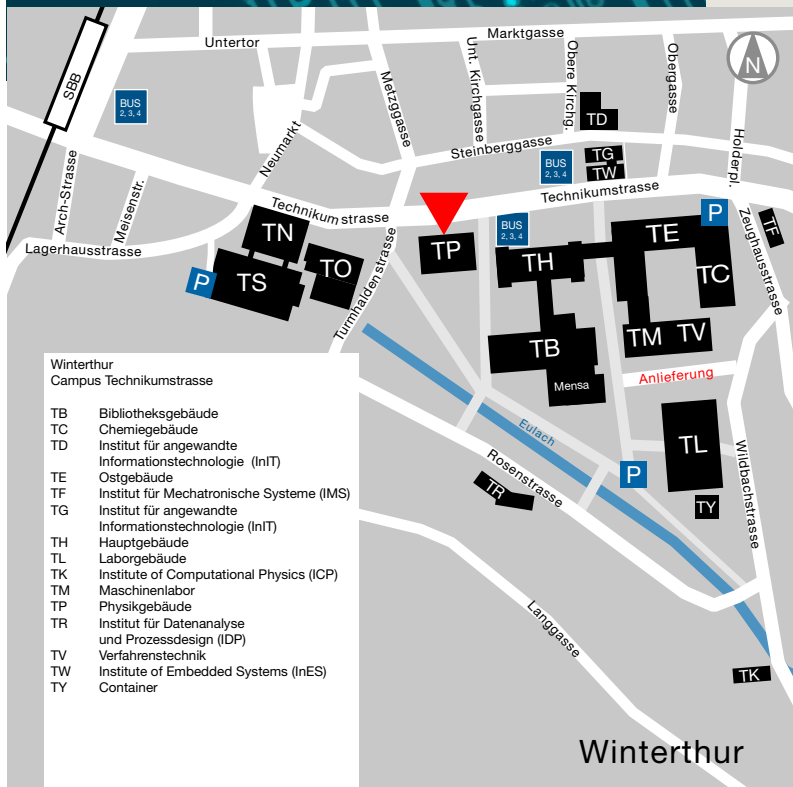 Untertor
Marktgasse
SBB
BUS
2, 3, 4
Metzggasse
Unt. Kirchgasse
Obere Kirchg.
Obergasse
N
TD
Neumarkt
Steinberggasse
BUS
2, 3, 4
TG
TW
Holderpl.
Arch-Strasse
Meisenstr.
Technikumstrasse
Technikumstrasse
P
Zeughausstrasse
TF
Lagerhausstrasse
TN
TS
TO
P
Turmhaldenstrasse
TP
BUS
2, 3, 4
TH
TE
TC
TB
Mensa
TM
TV
Anlieferung
Eulach
Rosenstrasse
TR
P
TL
TY
Wildbachstrasse
Langgasse
TK
Winterthur
Campus Technikumstrasse
TB Bibliotheksgebäude
TC Chemiegebäude
TD Institut für angewandte
Informationstechnologie (InIT)
TE Ostgebäude
TF Institut für Mechatronische Systeme (IMS)
TG Institut für angewandte
Informationstechnologie (InIT)
TH Hauptgebäude
TL Laborgebäude
TK Institute of Computational Physics (ICP)
TM Maschinenlabor
TP Physikgebäude
TR Institut für Datenanalyse
und Prozessdesign (IDP)
TV Verfahrenstechnik
TW Institute of Embedded Systems (InES)
TY Container
Winterthur